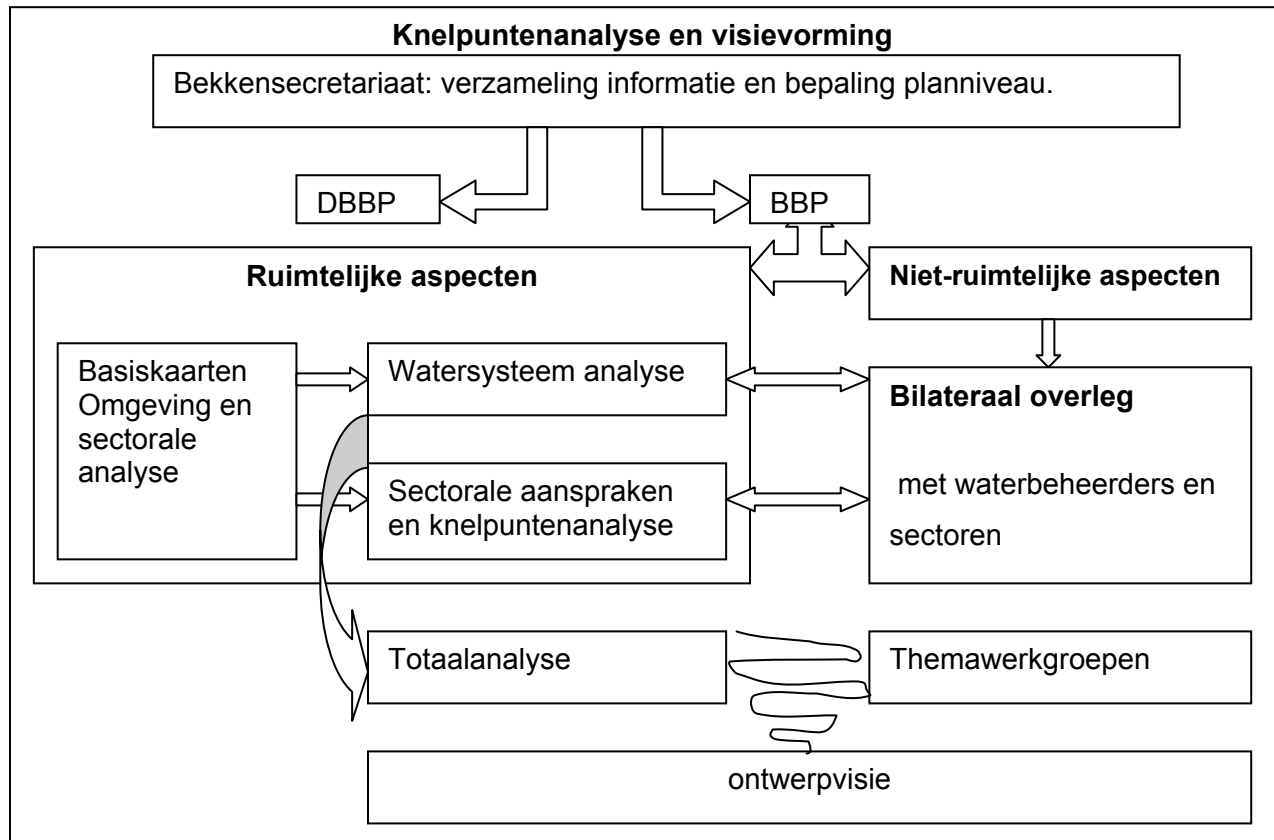 Knelpuntenanalyse en visievorming
Bekkensecretariaat: verzameling informatie en bepaling planniveau.
DBBP
BBP
Ruimtelijke aspecten
Niet-ruimtelijke aspecten
Basiskaarten
Omgeving en
sectorale
analyse
Watersysteem analyse
Sectorale aanspraken
en knelpuntenanalyse
Bilateraal overleg
met waterbeheerders en
sectoren
Totaalanalyse
Themawerkgroepen
ontwerpvisie